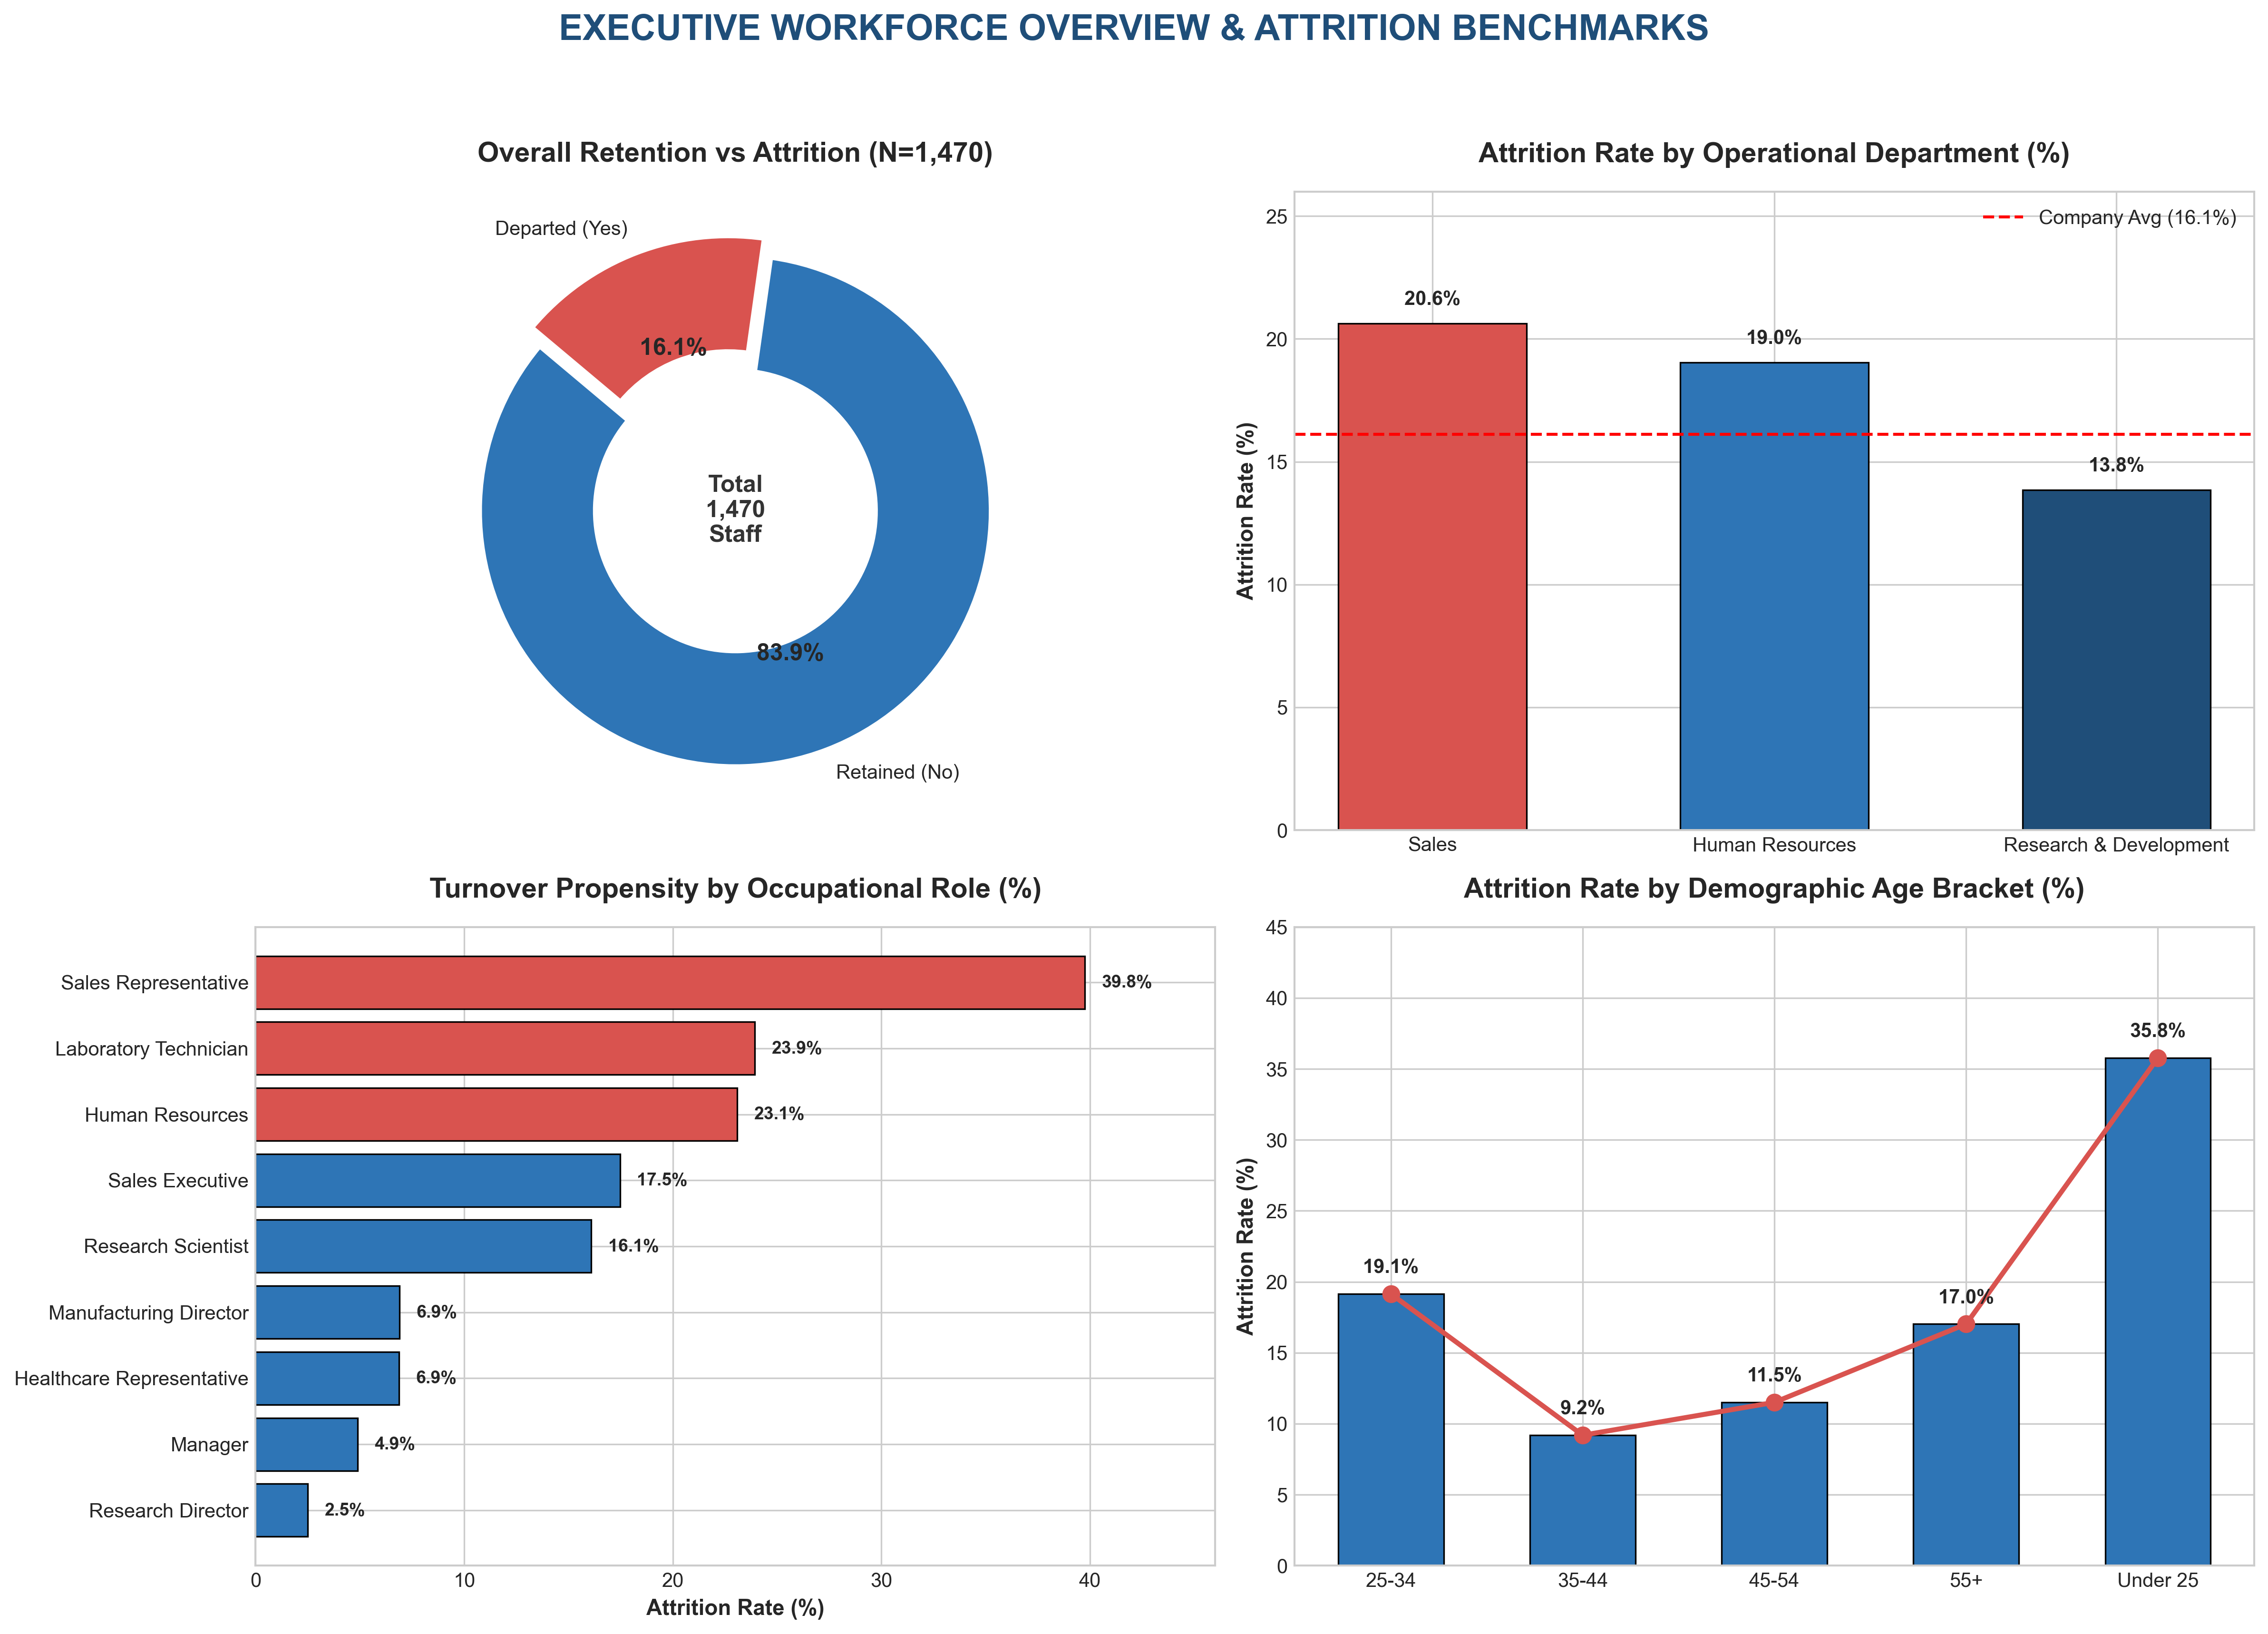 EXECUTIVE WORKFORCE OVERVIEW & ATTRITION BENCHMARKS
Overall Retention vs Attrition (N=1,470)
Departed (Yes)
16.1%
Total
1,470
Staff
83.9%
Retained (No)
Attrition Rate by Operational Department (%)
Company Avg (16.1%)
Attrition Rate (%)
25
20
15
10
5
0
20.6%
19.0%
13.8%
Sales
Human Resources
Research & Development
Turnover Propensity by Occupational Role (%)
Sales Representative
39.8%
Laboratory Technician
23.9%
Human Resources
23.1%
Sales Executive
17.5%
Research Scientist
16.1%
Manufacturing Director
6.9%
Healthcare Representative
6.9%
Manager
4.9%
Research Director
2.5%
0
10
20
30
40
Attrition Rate (%)
Attrition Rate by Demographic Age Bracket (%)
Attrition Rate (%)
45
40
35
30
25
20
15
10
5
0
19.1%
9.2%
11.5%
17.0%
35.8%
25-34
35-44
45-54
55+
Under 25